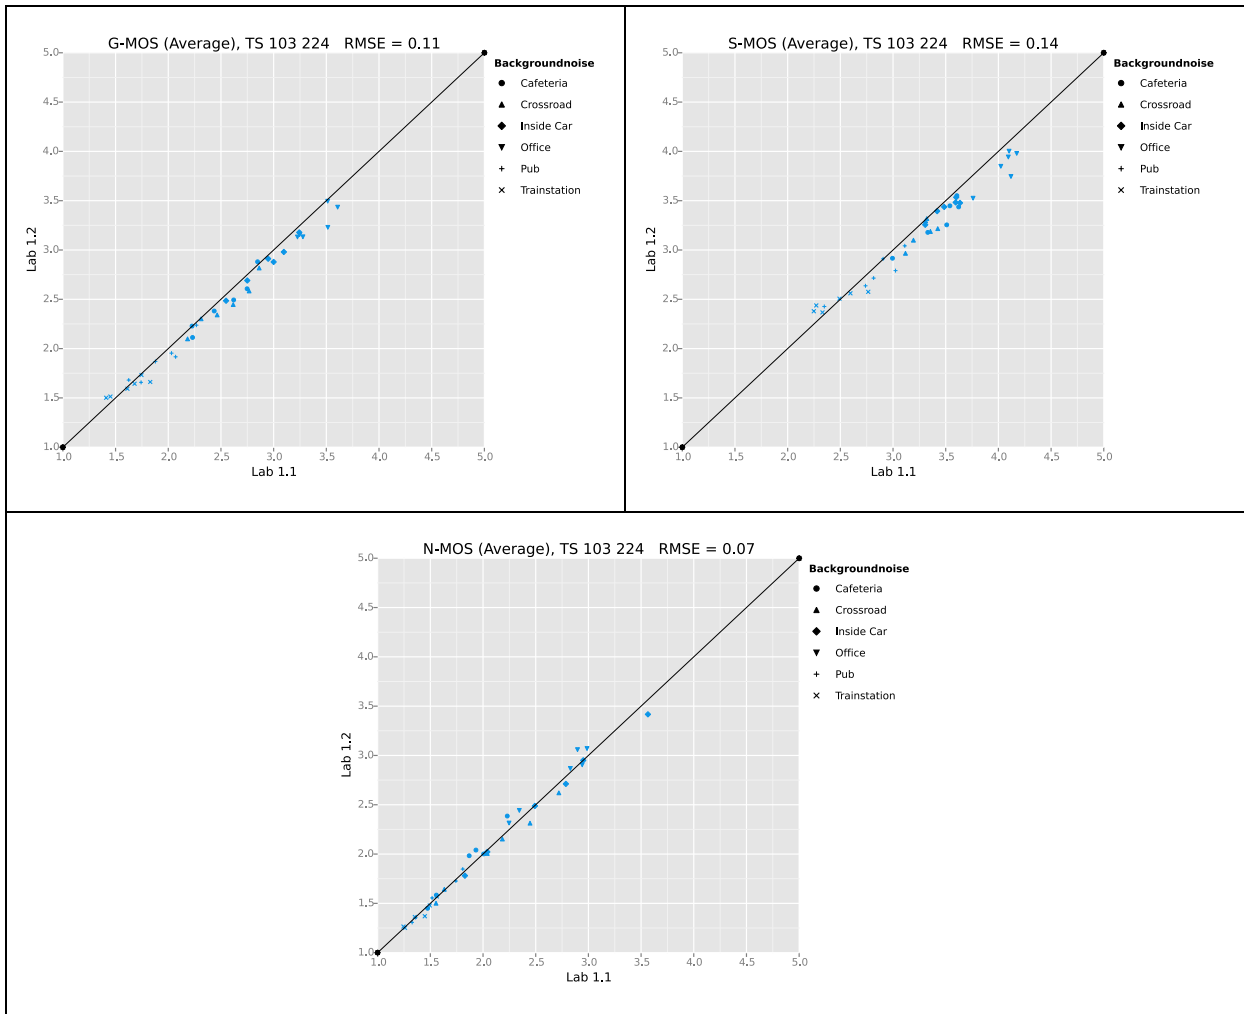 G-MOS (Average), TS 103 224 RMSE = 0.11
5.0
4.5
4.0
3.5
3.0
2.5
2.0
1.5
1.0
Lab 1.2
1.0 1.5 2.0 2.5 3.0 3.5 4.0 4.5 5.0
Lab 1.1
Backgroundnoise
Cafeteria
Crossroad
Inside Car
Office
Pub
Trainstation
S-MOS (Average), TS 103 224 RMSE = 0.14
5.0
4.5
4.0
3.5
3.0
2.5
2.0
1.5
1.0
Lab 1.2
1.0 1.5 2.0 2.5 3.0 3.5 4.0 4.5 5.0
Lab 1.1
Backgroundnoise
Cafeteria
Crossroad
Inside Car
Office
Pub
Trainstation
N-MOS (Average), TS 103 224 RMSE = 0.07
5.0
4.5
4.0
3.5
3.0
2.5
2.0
1.5
1.0
Lab 1.2
1.0 1.5 2.0 2.5 3.0 3.5 4.0 4.5 5.0
Lab 1.1
Backgroundnoise
Cafeteria
Crossroad
Inside Car
Office
Pub
Trainstation